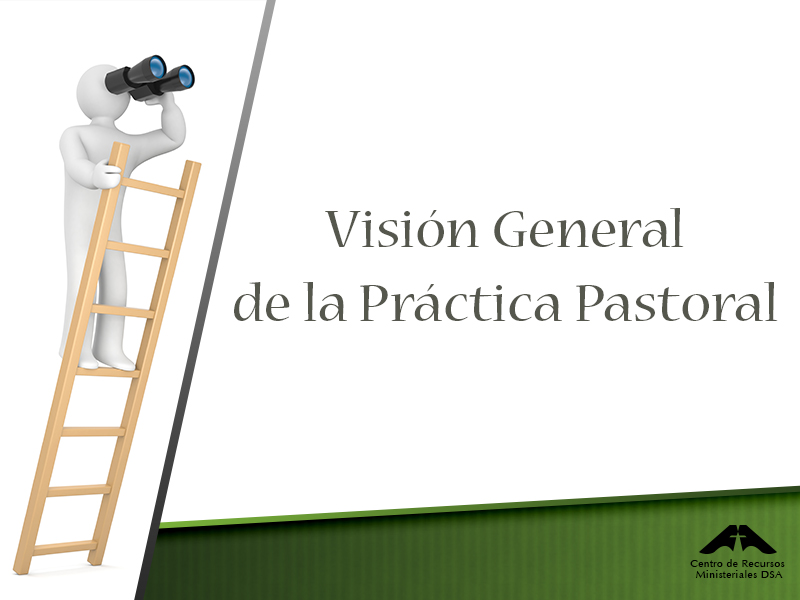 Visión General
de la Práctica Pastoral
Centro de Recursos
Ministeriales DSA